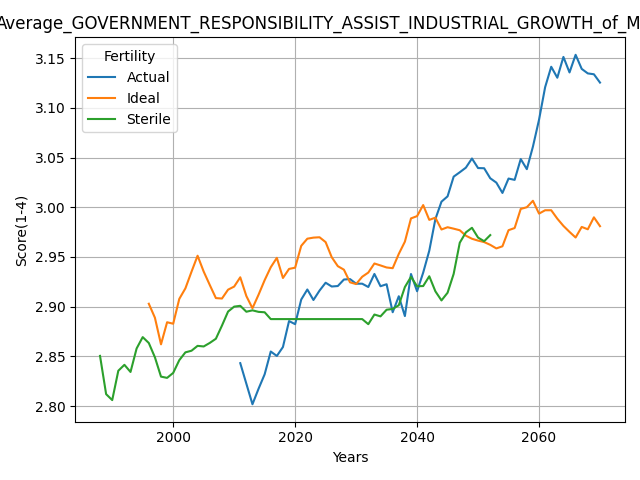 Average_GOVERNMENT_RESPONSIBILITY_ASSIST_INDUSTRIAL_GROWTH_of_M
Fertility
Actual
Ideal
Sterile
3.15
3.10
3.05
3.00
2.95
2.90
2.85
2.80
Score(1-4)
2000 2020 2040 2060
Years